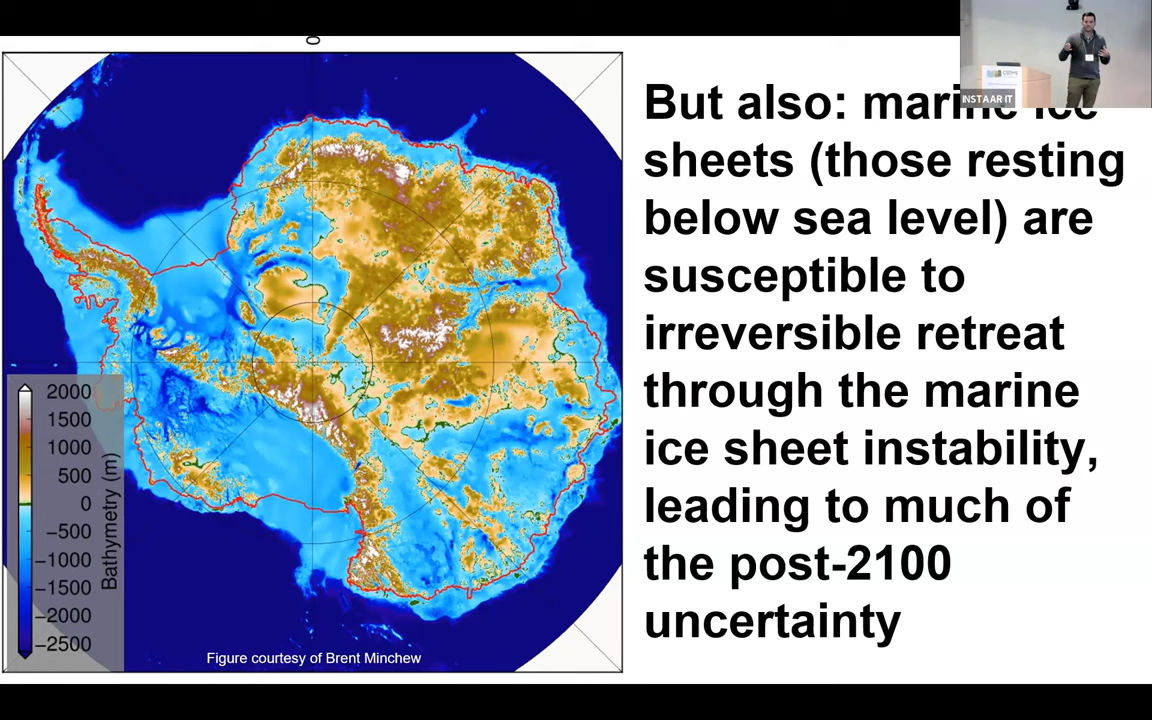 0
But also: marine ice
sheets (those resting
below sea level) are
susceptible to
irreversible retreat
through the marine
ice sheet instability,
leading to much of
the post-2100
uncertainty
INSTAAR IT
2000
1500
1000
500
0
−500
−1000
−1500
−2000
−2500
Bathymetry (m)
Figure courtesy of Brent Minchew